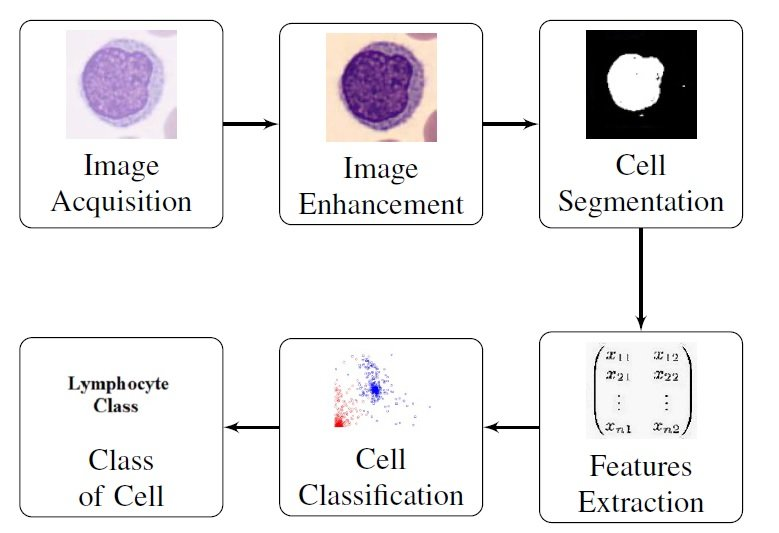 Image
Acquisition
Image
Enhancement
Cell
Segmentation
x11 x12
x21 x22
⋮ ⋮
xn1 xn2
Features
Extraction
Cell
Classification
Lymphocyte
Class
Class
of Cell